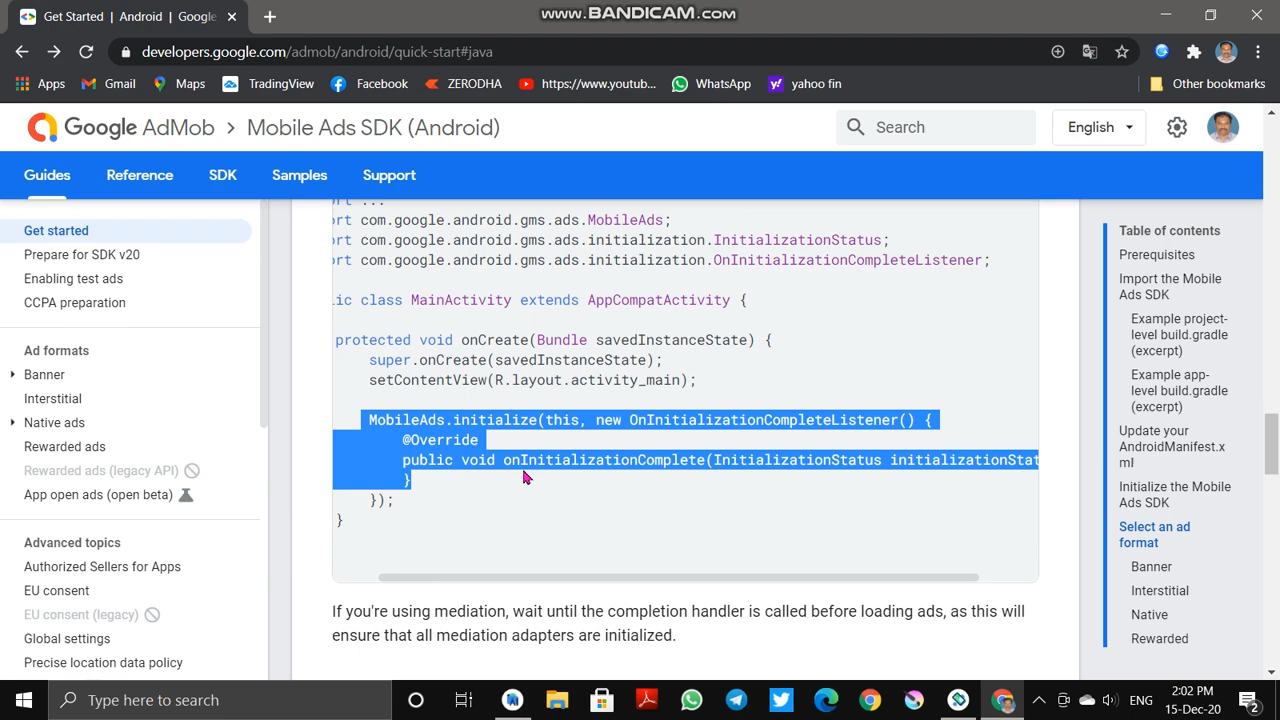 Get Started | Android | Google
www.BANDICAM.com
developers.google.com/admob/android/quick-start#java
Apps
Gmail
Maps
TradingView
Facebook
ZERODHA
https://www.youtub...
WhatsApp
yahoo fin
Other bookmarks
Google AdMob > Mobile Ads SDK (Android)
Search
English
Guides
Reference
SDK
Samples
Support
Get started
Prepare for SDK v20
Enabling test ads
CCPA preparation
Ad formats
Banner
Interstitial
Native ads
Rewarded ads
Rewarded ads (legacy API)
App open ads (open beta)
Advanced topics
Authorized Sellers for Apps
EU consent
EU consent (legacy)
Global settings
Precise location data policy
ort ...
ort com.google.android.gms.ads.MobileAds;
ort com.google.android.gms.ads.initialization.InitializationStatus;
ort com.google.android.gms.ads.initialization.OnInitializationCompleteListener;
lic class MainActivity extends AppCompatActivity {
protected void onCreate(Bundle savedInstanceState) {
super.onCreate(savedInstanceState);
setContentView(R.layout.activity_main);
MobileAds.initialize(this, new OnInitializationCompleteListener() {
@Override
public void onInitializationComplete(InitializationStatus initializationStat
}
});
}
If you're using mediation, wait until the completion handler is called before loading ads, as this will
ensure that all mediation adapters are initialized.
Table of contents
Prerequisites
Import the Mobile
Ads SDK
Example project-
level build.gradle
(excerpt)
Example app-
level build.gradle
(excerpt)
Update your
AndroidManifest.x
ml
Initialize the Mobile
Ads SDK
Select an ad
format
Banner
Interstitial
Native
Rewarded
Type here to search
ENG
2:02 PM
15-Dec-20
2